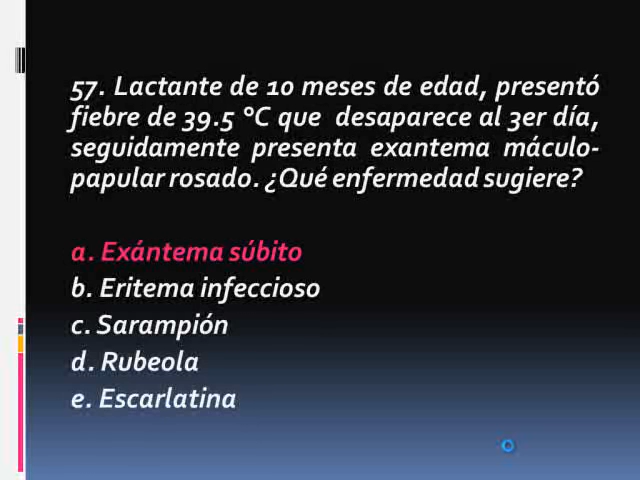 57. Lactante de 10 meses de edad, presentó
fiebre de 39.5 °C que desaparece al 3er día,
seguidamente presenta exantema máculo-
papular rosado. ¿Qué enfermedad sugiere?
a. Exántema súbito
b. Eritema infeccioso
c. Sarampión
d. Rubeola
e. Escarlatina